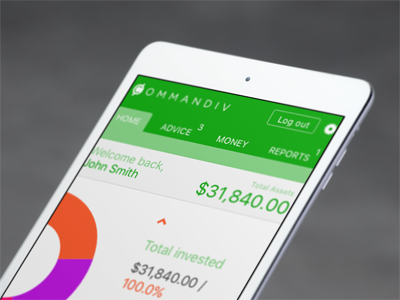 COMMANDIV
Log out
HOME
ADVICE 3
MONEY
REPORTS 1
Welcome back,
John Smith
Total Assets
$31,840.00
Total invested
$31,840.00 /
100.0%